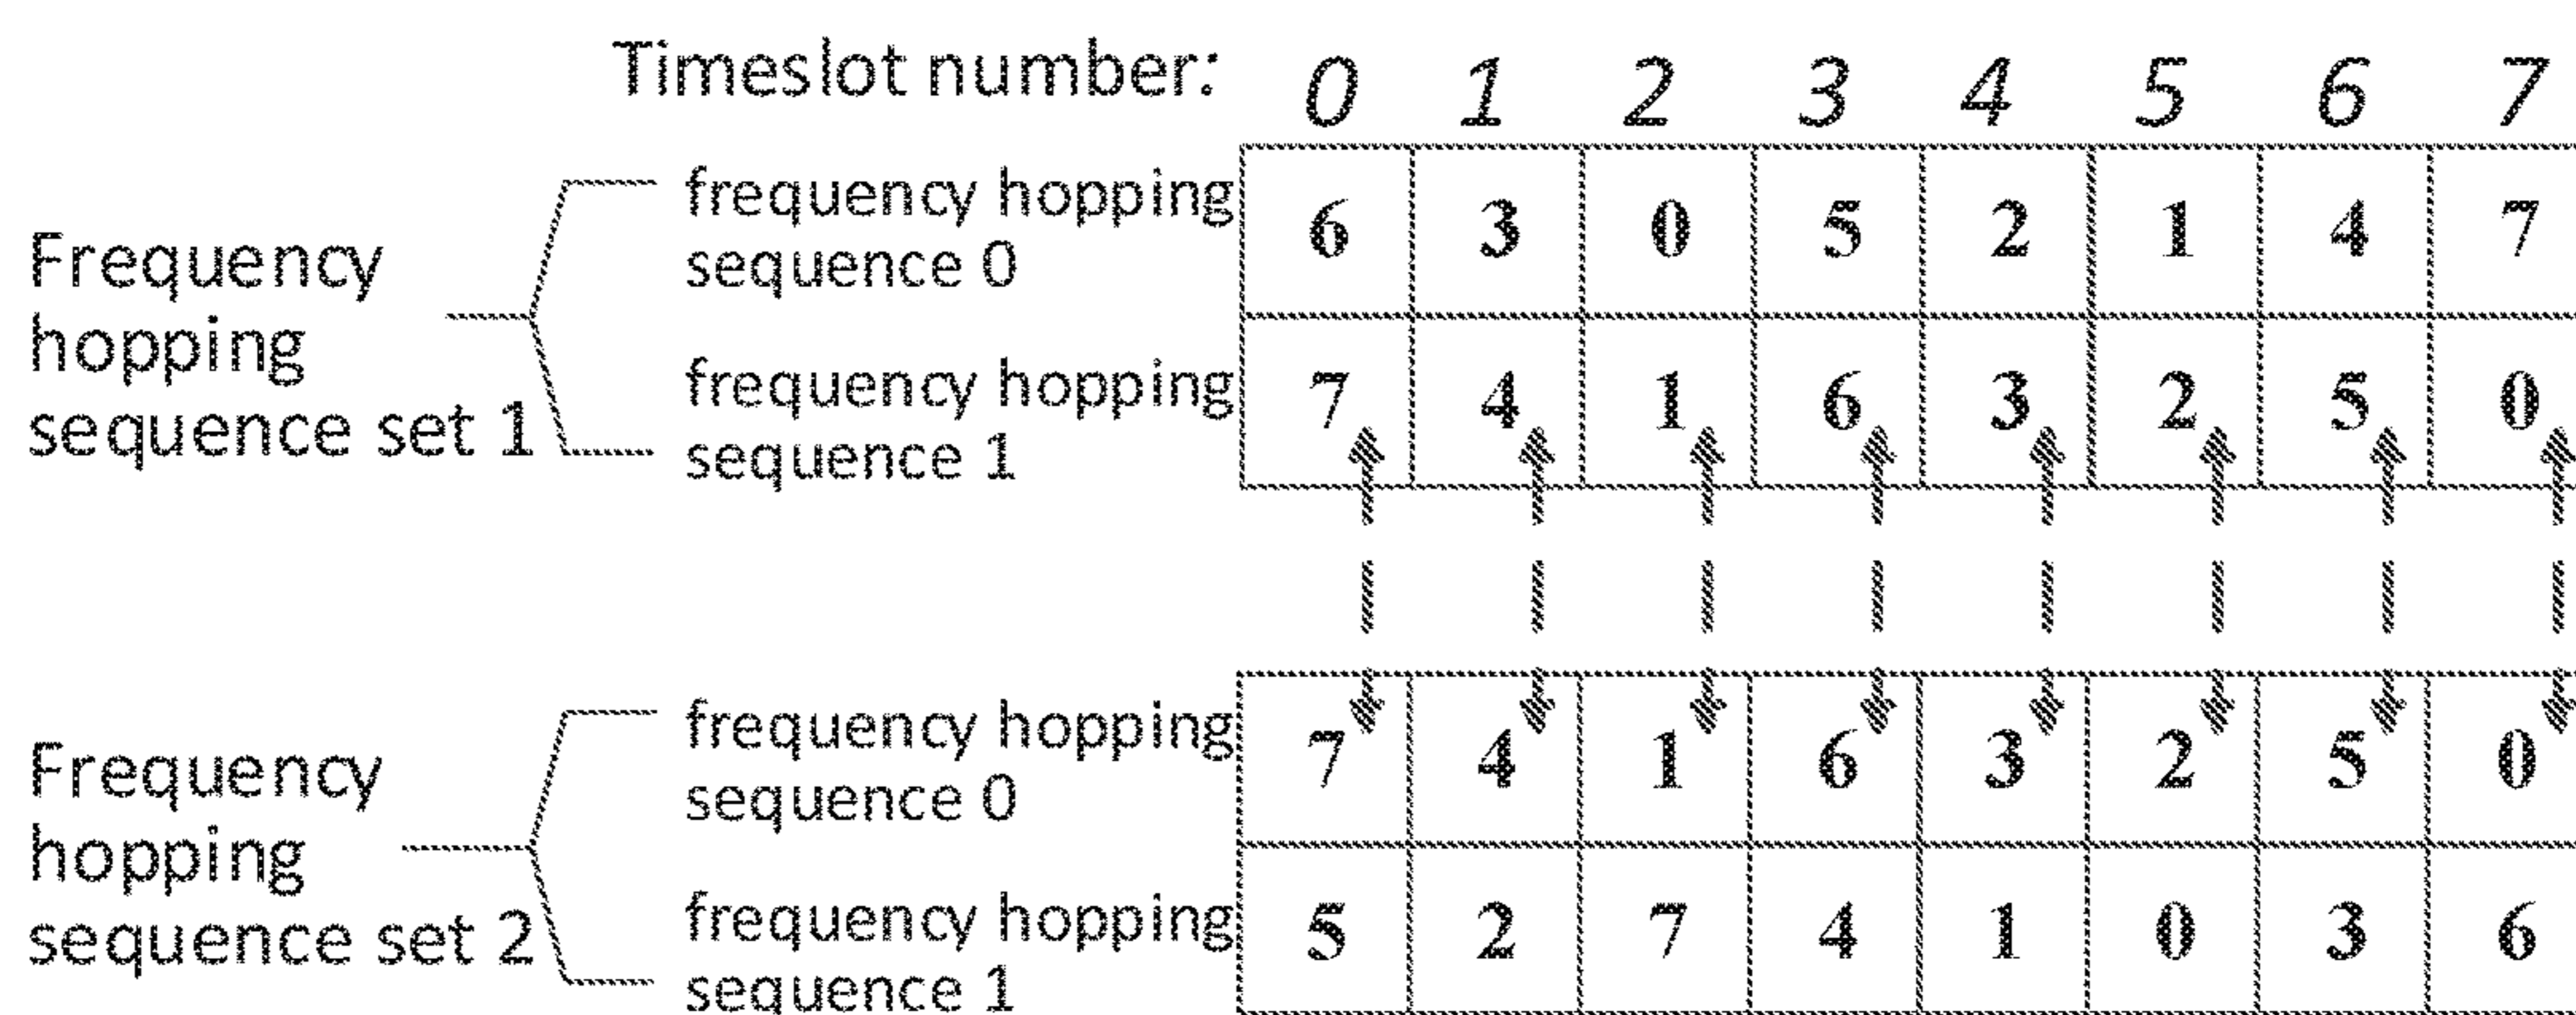 Timeslot number: 0 1 2 3 4 5 6 7
Frequency
hopping
sequence set 1
frequency hopping
sequence 0
6 3 0 5 2 1 4 7
frequency hopping
sequence 1
7 4 1 6 3 2 5 0
Frequency
hopping
sequence set 2
frequency hopping
sequence 0
7 4 1 6 3 2 5 0
frequency hopping
sequence 1
5 2 7 4 1 0 3 6